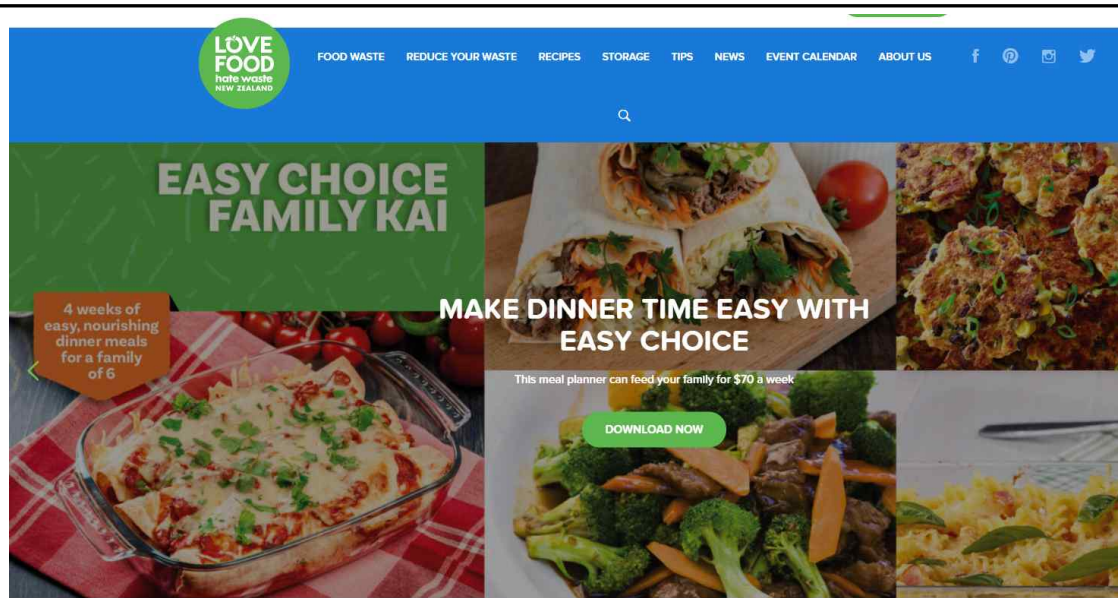 LOVE
FOOD
hate waste
NEW ZEALAND
FOOD WASTE REDUCE YOUR WASTE RECIPES STORAGE TIPS NEWS EVENT CALENDAR ABOUT US
EASY CHOICE
FAMILY KAI
4 weeks of
easy, nourishing
dinner meals
for a family
of 6
MAKE DINNER TIME EASY WITH
EASY CHOICE
This meal planner can feed your family for $70 a week
DOWNLOAD NOW